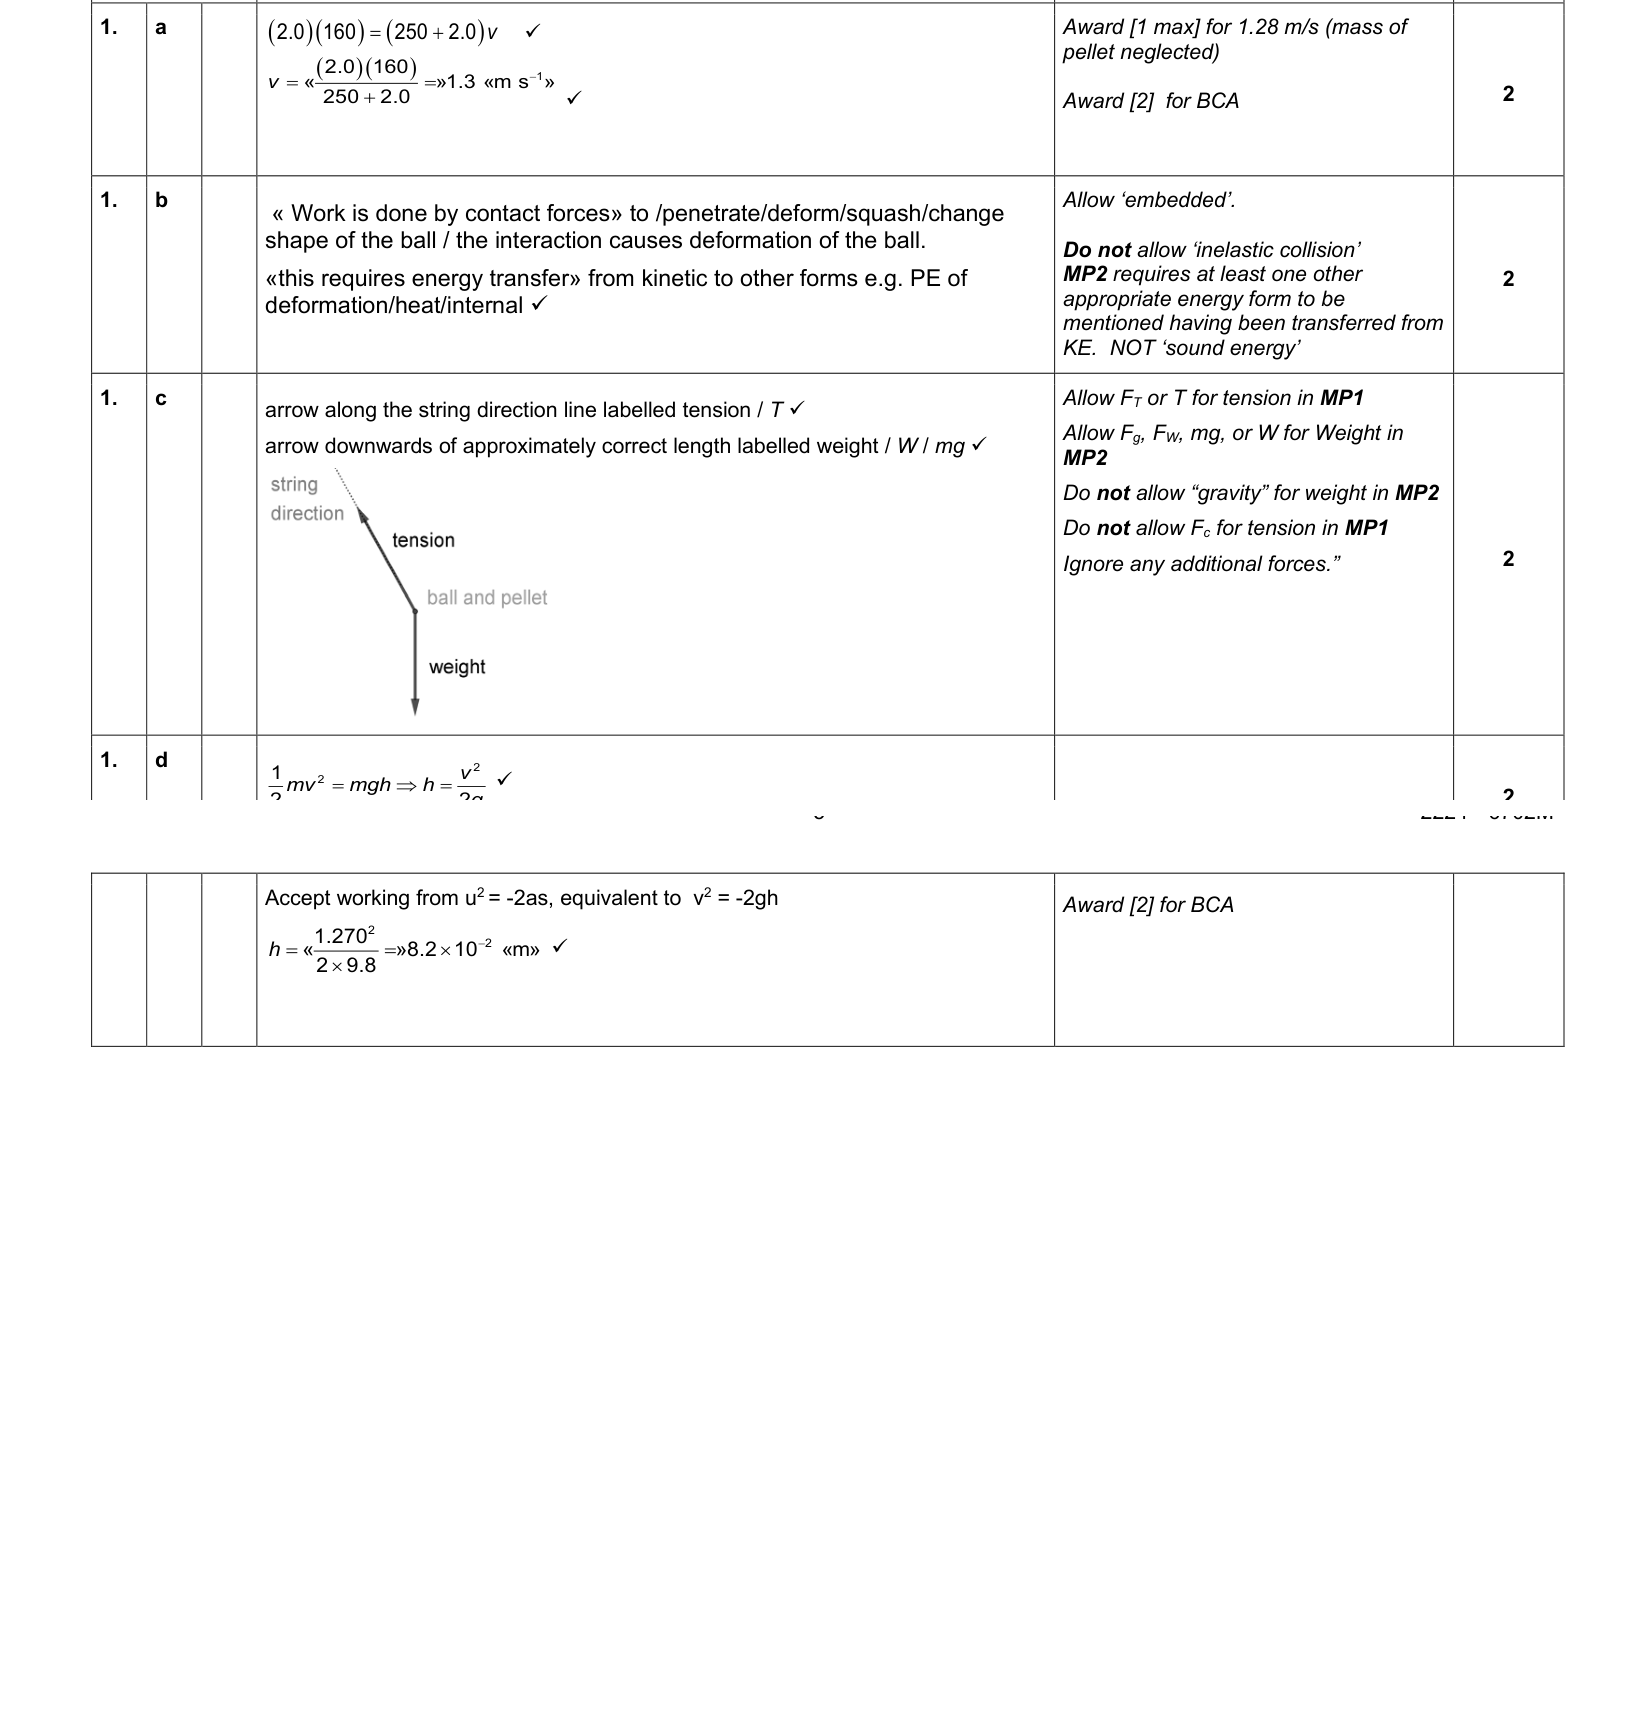 1. a (2.0)(160) = (250 + 2.0)v ✓
v = «(2.0)(160) / 250 + 2.0 =»1.3 «m s⁻¹» ✓
Award [1 max] for 1.28 m/s (mass of
pellet neglected)
Award [2] for BCA
2
1. b
« Work is done by contact forces» to /penetrate/deform/squash/change
shape of the ball / the interaction causes deformation of the ball.
«this requires energy transfer» from kinetic to other forms e.g. PE of
deformation/heat/internal ✓
Allow ‘embedded’.
Do not allow ‘inelastic collision’
MP2 requires at least one other
appropriate energy form to be
mentioned having been transferred from
KE. NOT ‘sound energy’
2
1. c
arrow along the string direction line labelled tension / T ✓
arrow downwards of approximately correct length labelled weight / W / mg ✓
string
direction
tension
ball and pellet
weight
Allow F_T or T for tension in MP1
Allow F_g, F_W, mg, or W for Weight in
MP2
Do not allow “gravity” for weight in MP2
Do not allow F_c for tension in MP1
Ignore any additional forces.”
2
1. d
1/2 mv² = mgh ⇒ h = v²/2g ✓
2
Accept working from u² = -2as, equivalent to v² = -2gh
h = «1.270² / 2 × 9.8 =»8.2 × 10⁻² «m» ✓
Award [2] for BCA